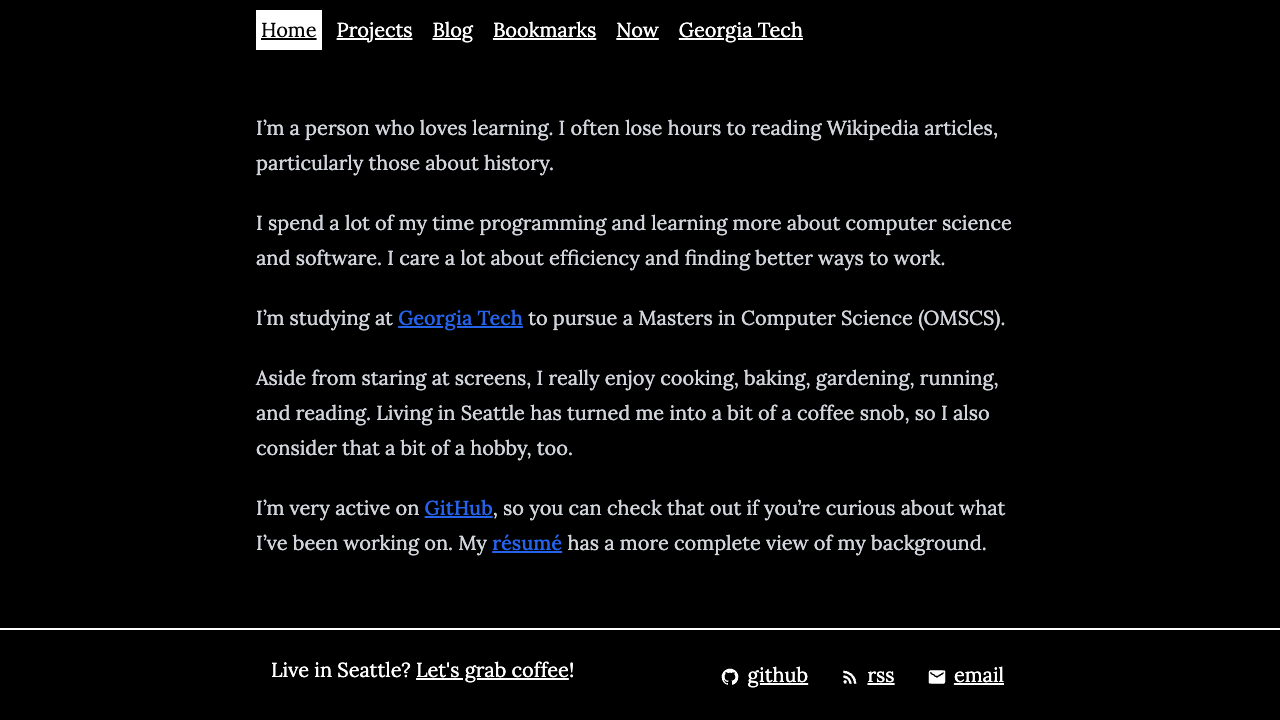 Home Projects Blog Bookmarks Now Georgia Tech
I’m a person who loves learning. I often lose hours to reading Wikipedia articles,
particularly those about history.
I spend a lot of my time programming and learning more about computer science
and software. I care a lot about efficiency and finding better ways to work.
I’m studying at Georgia Tech to pursue a Masters in Computer Science (OMSCS).
Aside from staring at screens, I really enjoy cooking, baking, gardening, running,
and reading. Living in Seattle has turned me into a bit of a coffee snob, so I also
consider that a bit of a hobby, too.
I’m very active on GitHub, so you can check that out if you’re curious about what
I’ve been working on. My résumé has a more complete view of my background.
Live in Seattle? Let's grab coffee!
github rss email